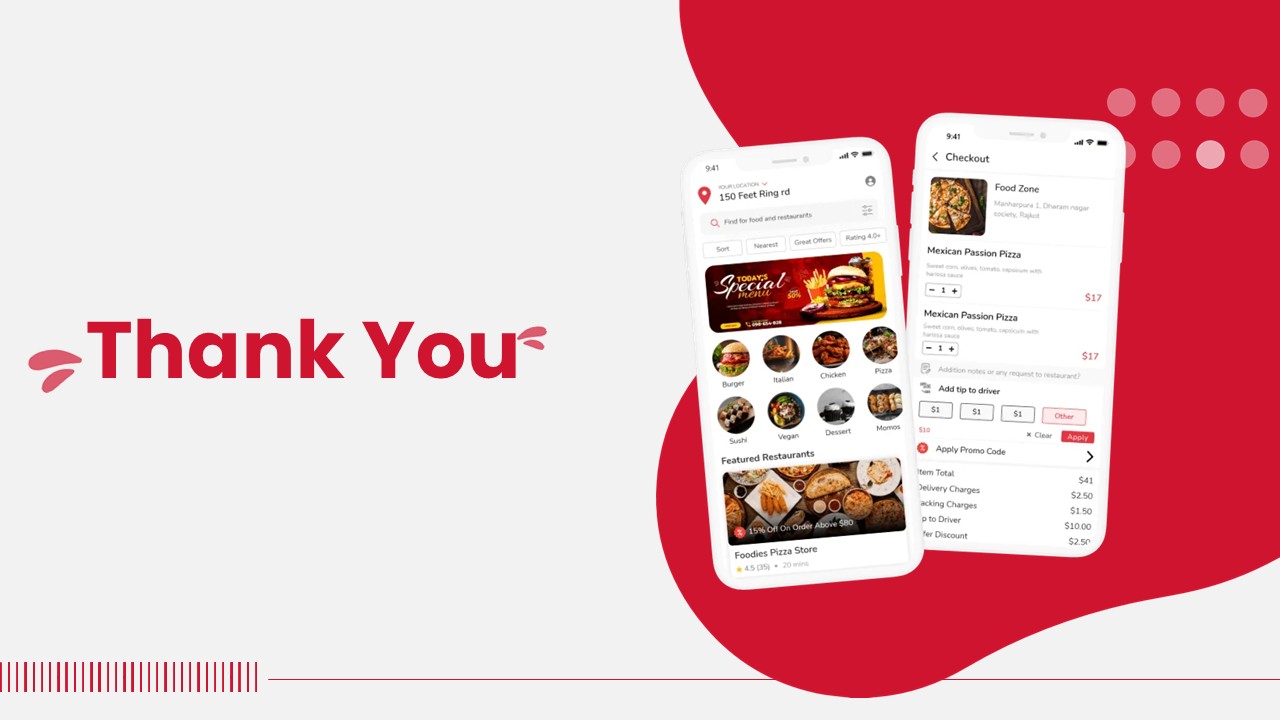 Thank You
9:41
YOUR LOCATION
150 Feet Ring rd
Find for food and restaurants
Sort Nearest Great Offers Rating 4.0+
TODAY'S
Special
menu
SAVE
50%
Burger Italian Chicken Pizza
Sushi Vegan Dessert Momos
Featured Restaurants
15% Off On Order Above $80
Foodies Pizza Store
4.5 (35) • 20 mins
9:41
Checkout
Food Zone
Manharpura 1, Dharam nagar
society, Rajkot
Mexican Passion Pizza
Sweet corn, olives, tomato, capsicum with
harissa sauce
− 1 +
$17
Mexican Passion Pizza
Sweet corn, olives, tomato, capsicum with
harissa sauce
− 1 +
$17
Addition notes or any request to restaurant?
Add tip to driver
$1 $1 $1 Other
$10 × Clear Apply
Apply Promo Code
Item Total $41
Delivery Charges $2.50
acking Charges $1.50
p to Driver $10.00
fer Discount $2.50